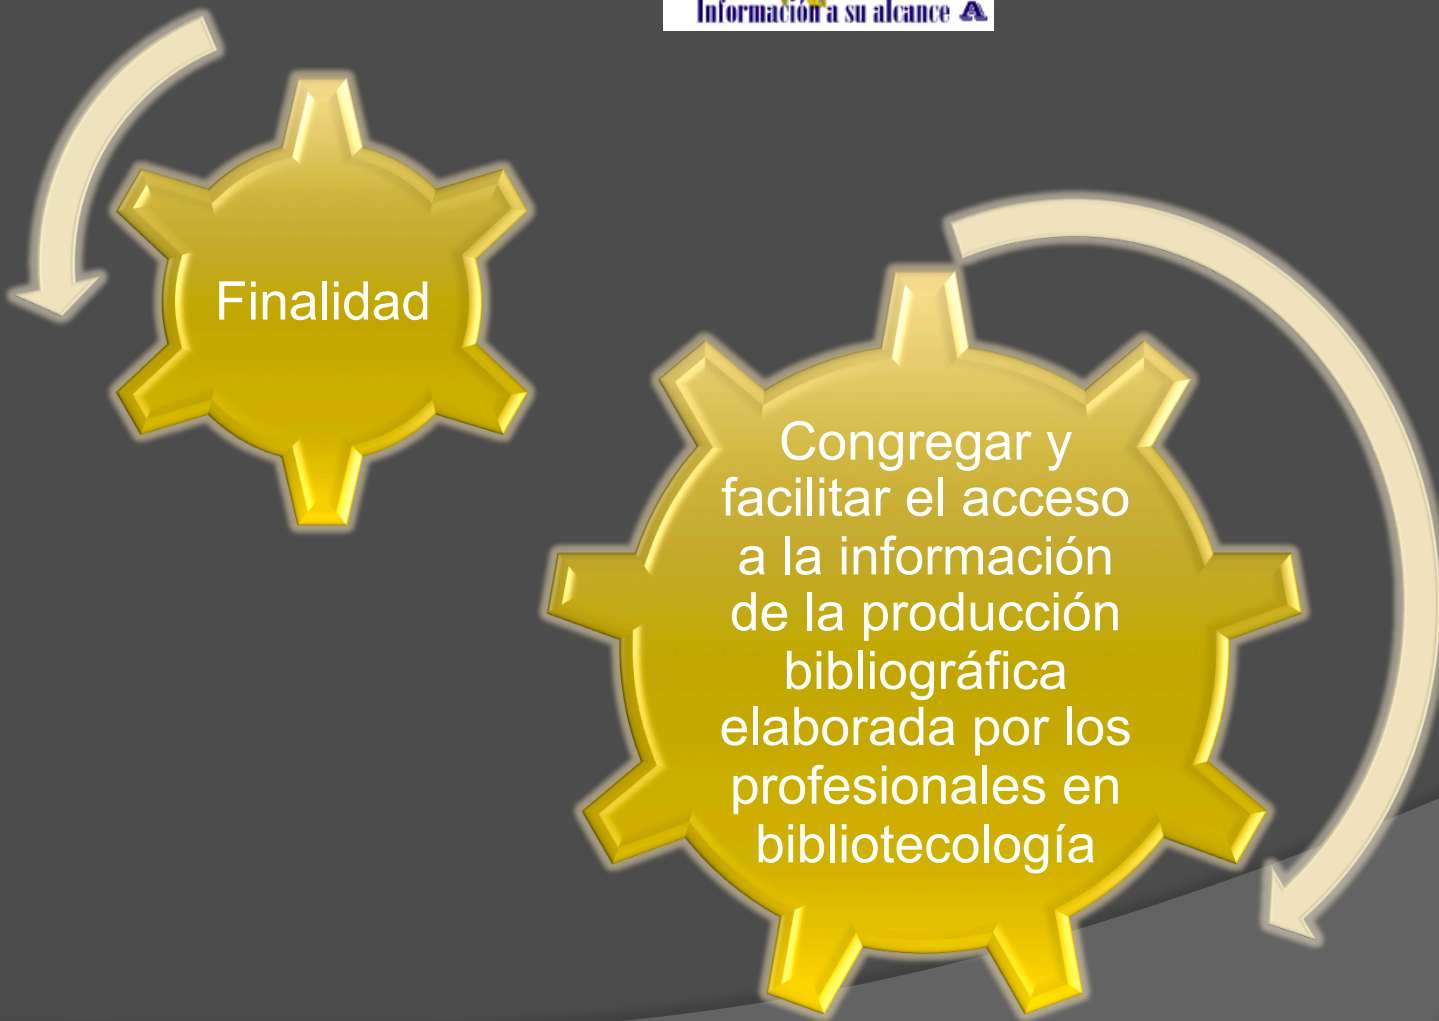 Información a su alcance
Finalidad
Congregar y
facilitar el acceso
a la información
de la producción
bibliográfica
elaborada por los
profesionales en
bibliotecología